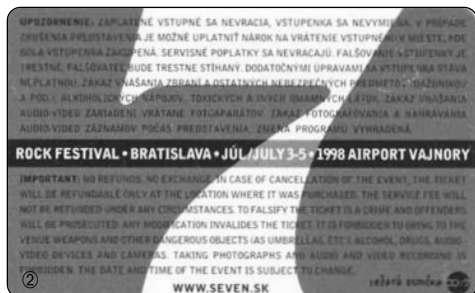 UPOZORNENIE: ZAPLATENÉ VSTUPNÉ SA NEVRACIA, VSTUPENKA SA NEVYMIEŇA. V PRÍPADE
ZRUŠENIA PREDSTAVENIA JE MOŽNÉ UPLATNIŤ NÁROK NA VRÁTENIE VSTUPNÉHO V MIESTE, KDE
BOLA VSTUPENKA ZAKÚPENÁ. SERVISNÉ POPLATKY SA NEVRACAJÚ. FALŠOVANIE VSTUPENKY JE
TRESTNÉ, FALŠOVATEĽ BUDE TRESTNE STÍHANÝ. DODATOČNÝMI ÚPRAVAMI SA VSTUPENKA STÁVA
NEPLATNOU. ZÁKAZ VNÁŠANIA ZBRANÍ A OSTATNÝCH NEBEZPEČNÝCH PREDMETOV
A POD., ALKOHOLICKÝCH NÁPOJOV, TOXICKÝCH A INÝCH OMAMNÝCH LÁTOK. ZÁKAZ VNÁŠANIA
AUDIO-VIDEO ZARIADENÍ VRÁTANE FOTOAPARÁTOV. ZÁKAZ FOTOGRAFOVANIA A NAHRÁVANIA
AUDIO-VIDEO ZÁZNAMOV POČAS PREDSTAVENIA. ZMENA PROGRAMU VYHRADENÁ.
ROCK FESTIVAL • BRATISLAVA • JÚL/JULY 3-5 • 1998 AIRPORT VAJNORY
IMPORTANT: NO REFUNDS, NO EXCHANGE. IN CASE OF CANCELLATION OF THE EVENT, THE TICKET
WILL BE REFUNDABLE ONLY AT THE LOCATION WHERE IT WAS PURCHASED. THE SERVICE FEE WILL
NOT BE REFUNDED UNDER ANY CIRCUMSTANCES. TO FALSIFY THE TICKET IS A CRIME AND OFFENDERS
WILL BE PROSECUTED. ANY MODIFICATION INVALIDES THE TICKET. IT IS FORBIDDEN TO BRING TO THE
VENUE WEAPONS AND OTHER DANGEROUS OBJECTS (AS UMBRELLAS, ETC.) ALCOHOL, DRUGS, AUDIO
VIDEO DEVICES AND CAMERAS. TAKING PHOTOGRAPHS AND AUDIO AND VIDEO RECORDING IS
FORBIDDEN. THE DATE AND TIME OF THE EVENT IS SUBJECT TO CHANGE.
② ležatá osmička
WWW.SEVEN.SK